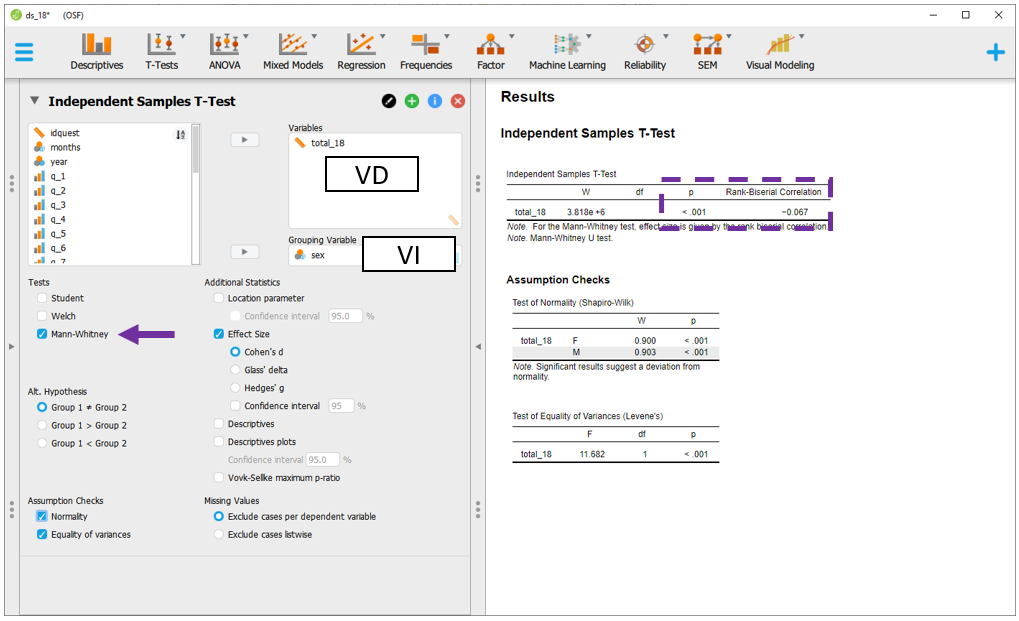 ds_18* (OSF)
Descriptives T-Tests ANOVA Mixed Models Regression Frequencies Factor Machine Learning Reliability SEM Visual Modeling
Independent Samples T-Test
idquest
months
year
q_1
q_2
q_3
q_4
q_5
q_6
q_7
Variables
total_18
VD
Grouping Variable
sex
VI
Tests
Student
Welch
Mann-Whitney
Alt. Hypothesis
Group 1 ≠ Group 2
Group 1 > Group 2
Group 1 < Group 2
Assumption Checks
Normality
Equality of variances
Additional Statistics
Location parameter
Confidence interval 95.0 %
Effect Size
Cohen's d
Glass' delta
Hedges' g
Confidence interval 95 %
Descriptives
Descriptives plots
Confidence interval 95.0 %
Vovk-Sellke maximum p-ratio
Missing Values
Exclude cases per dependent variable
Exclude cases listwise
Results
Independent Samples T-Test
Independent Samples T-Test
W df p Rank-Biserial Correlation
total_18 3.818e +6 < .001 −0.067
Note. For the Mann-Whitney test, effect size is given by the rank biserial correlation.
Note. Mann-Whitney U test.
Assumption Checks
Test of Normality (Shapiro-Wilk)
W p
total_18 F 0.900 < .001
M 0.903 < .001
Note. Significant results suggest a deviation from
normality.
Test of Equality of Variances (Levene's)
F df p
total_18 11.682 1 < .001